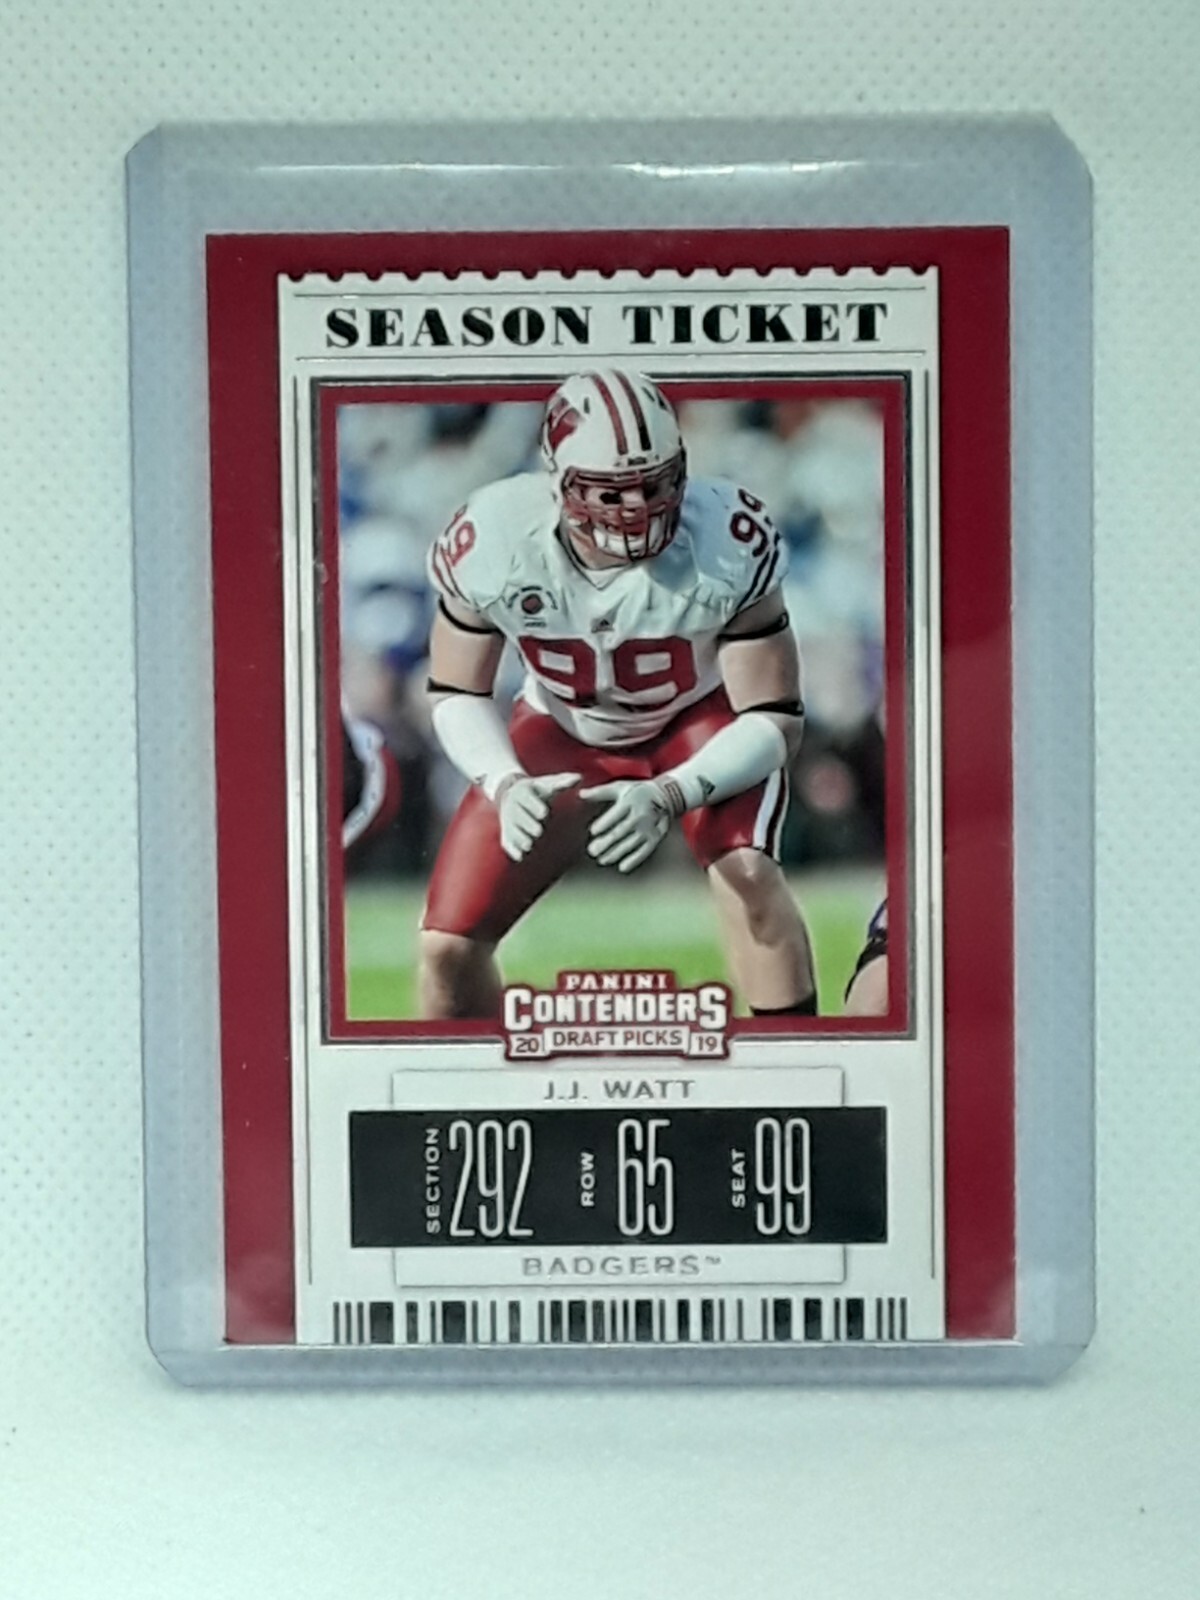 SEASON TICKET
99
99
99
PANINI
CONTENDERS
20 DRAFT PICKS 19
J.J. WATT
SECTION 292 ROW 65 SEAT 99
BADGERS™